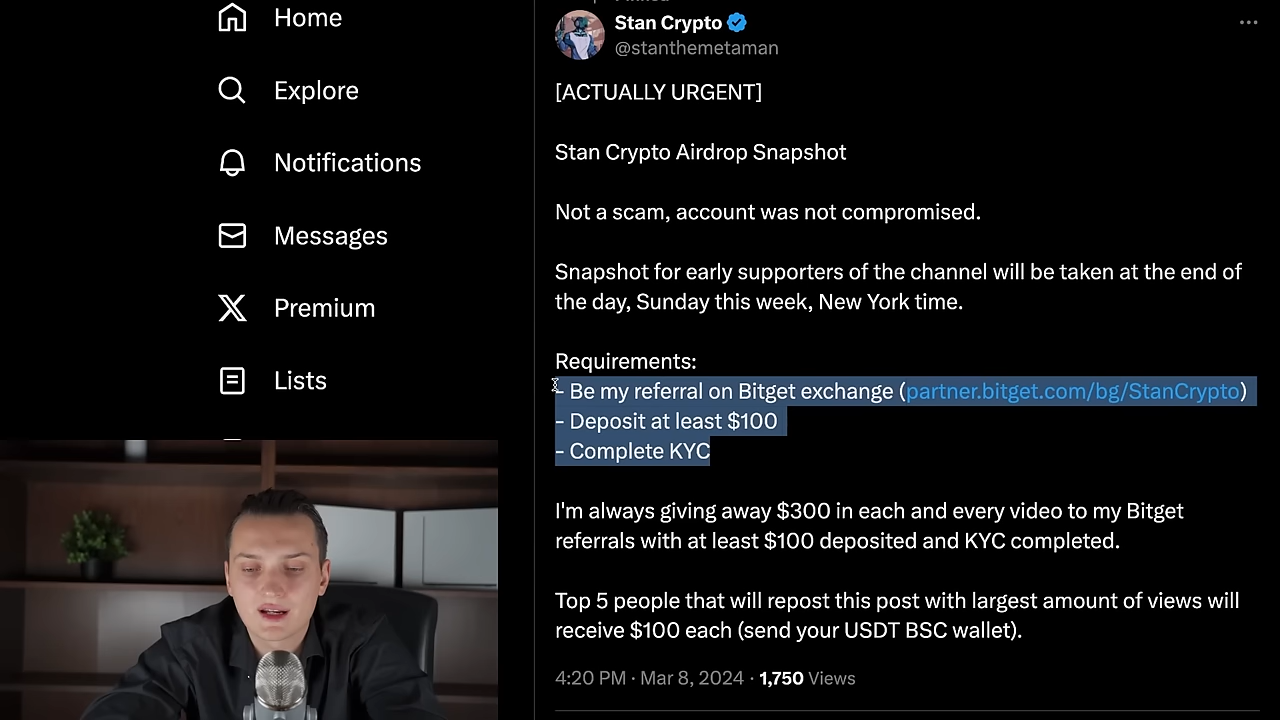 Home
Explore
Notifications
Messages
Premium
Lists
Stan Crypto
@stanthemetaman
[ACTUALLY URGENT]
Stan Crypto Airdrop Snapshot
Not a scam, account was not compromised.
Snapshot for early supporters of the channel will be taken at the end of
the day, Sunday this week, New York time.
Requirements:
- Be my referral on Bitget exchange (partner.bitget.com/bg/StanCrypto)
- Deposit at least $100
- Complete KYC
I'm always giving away $300 in each and every video to my Bitget
referrals with at least $100 deposited and KYC completed.
Top 5 people that will repost this post with largest amount of views will
receive $100 each (send your USDT BSC wallet).
4:20 PM · Mar 8, 2024 · 1,750 Views